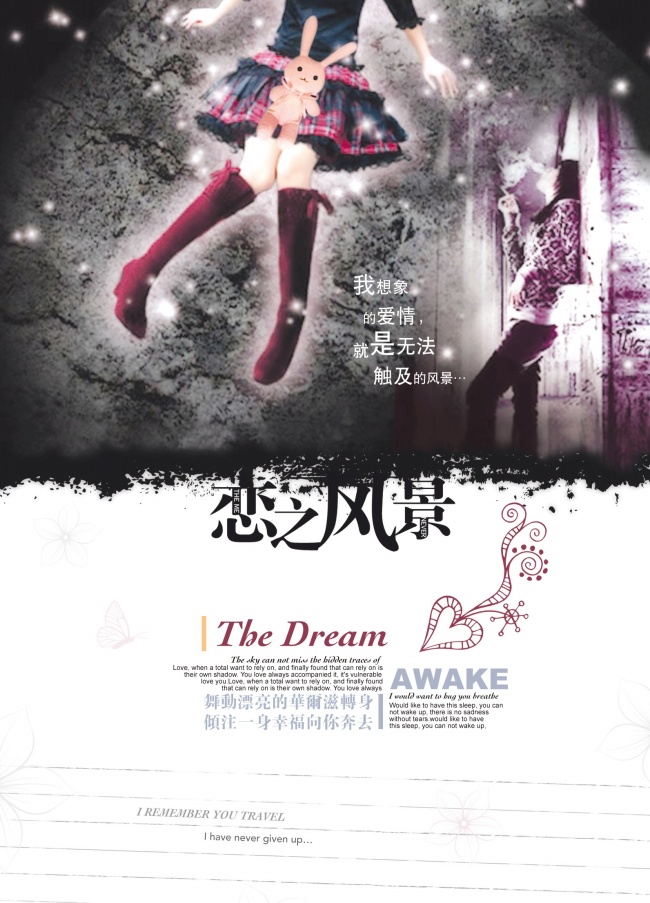 我想象
的爱情，
就是无法
触及的风景…
恋之风景
THE ME
EVER
The Dream
The sky can not miss the bidden traces of
Love, when a total want to rely on, and finally found that can rely on is
their own shadow. You love always accompanied it, it's vulnerable
love you.Love, when a total want to rely on, and finally found
that can rely on is their own shadow. You love always
舞動漂亮的華爾滋轉身
傾注一身幸福向你奔去
AWAKE
I would want to bug you breathe
Would like to have this sleep, you can
not wake up, there is no sadness
without tears would like to have
this sleep, you can not wake up,
I REMEMBER YOU TRAVEL
I have never given up...